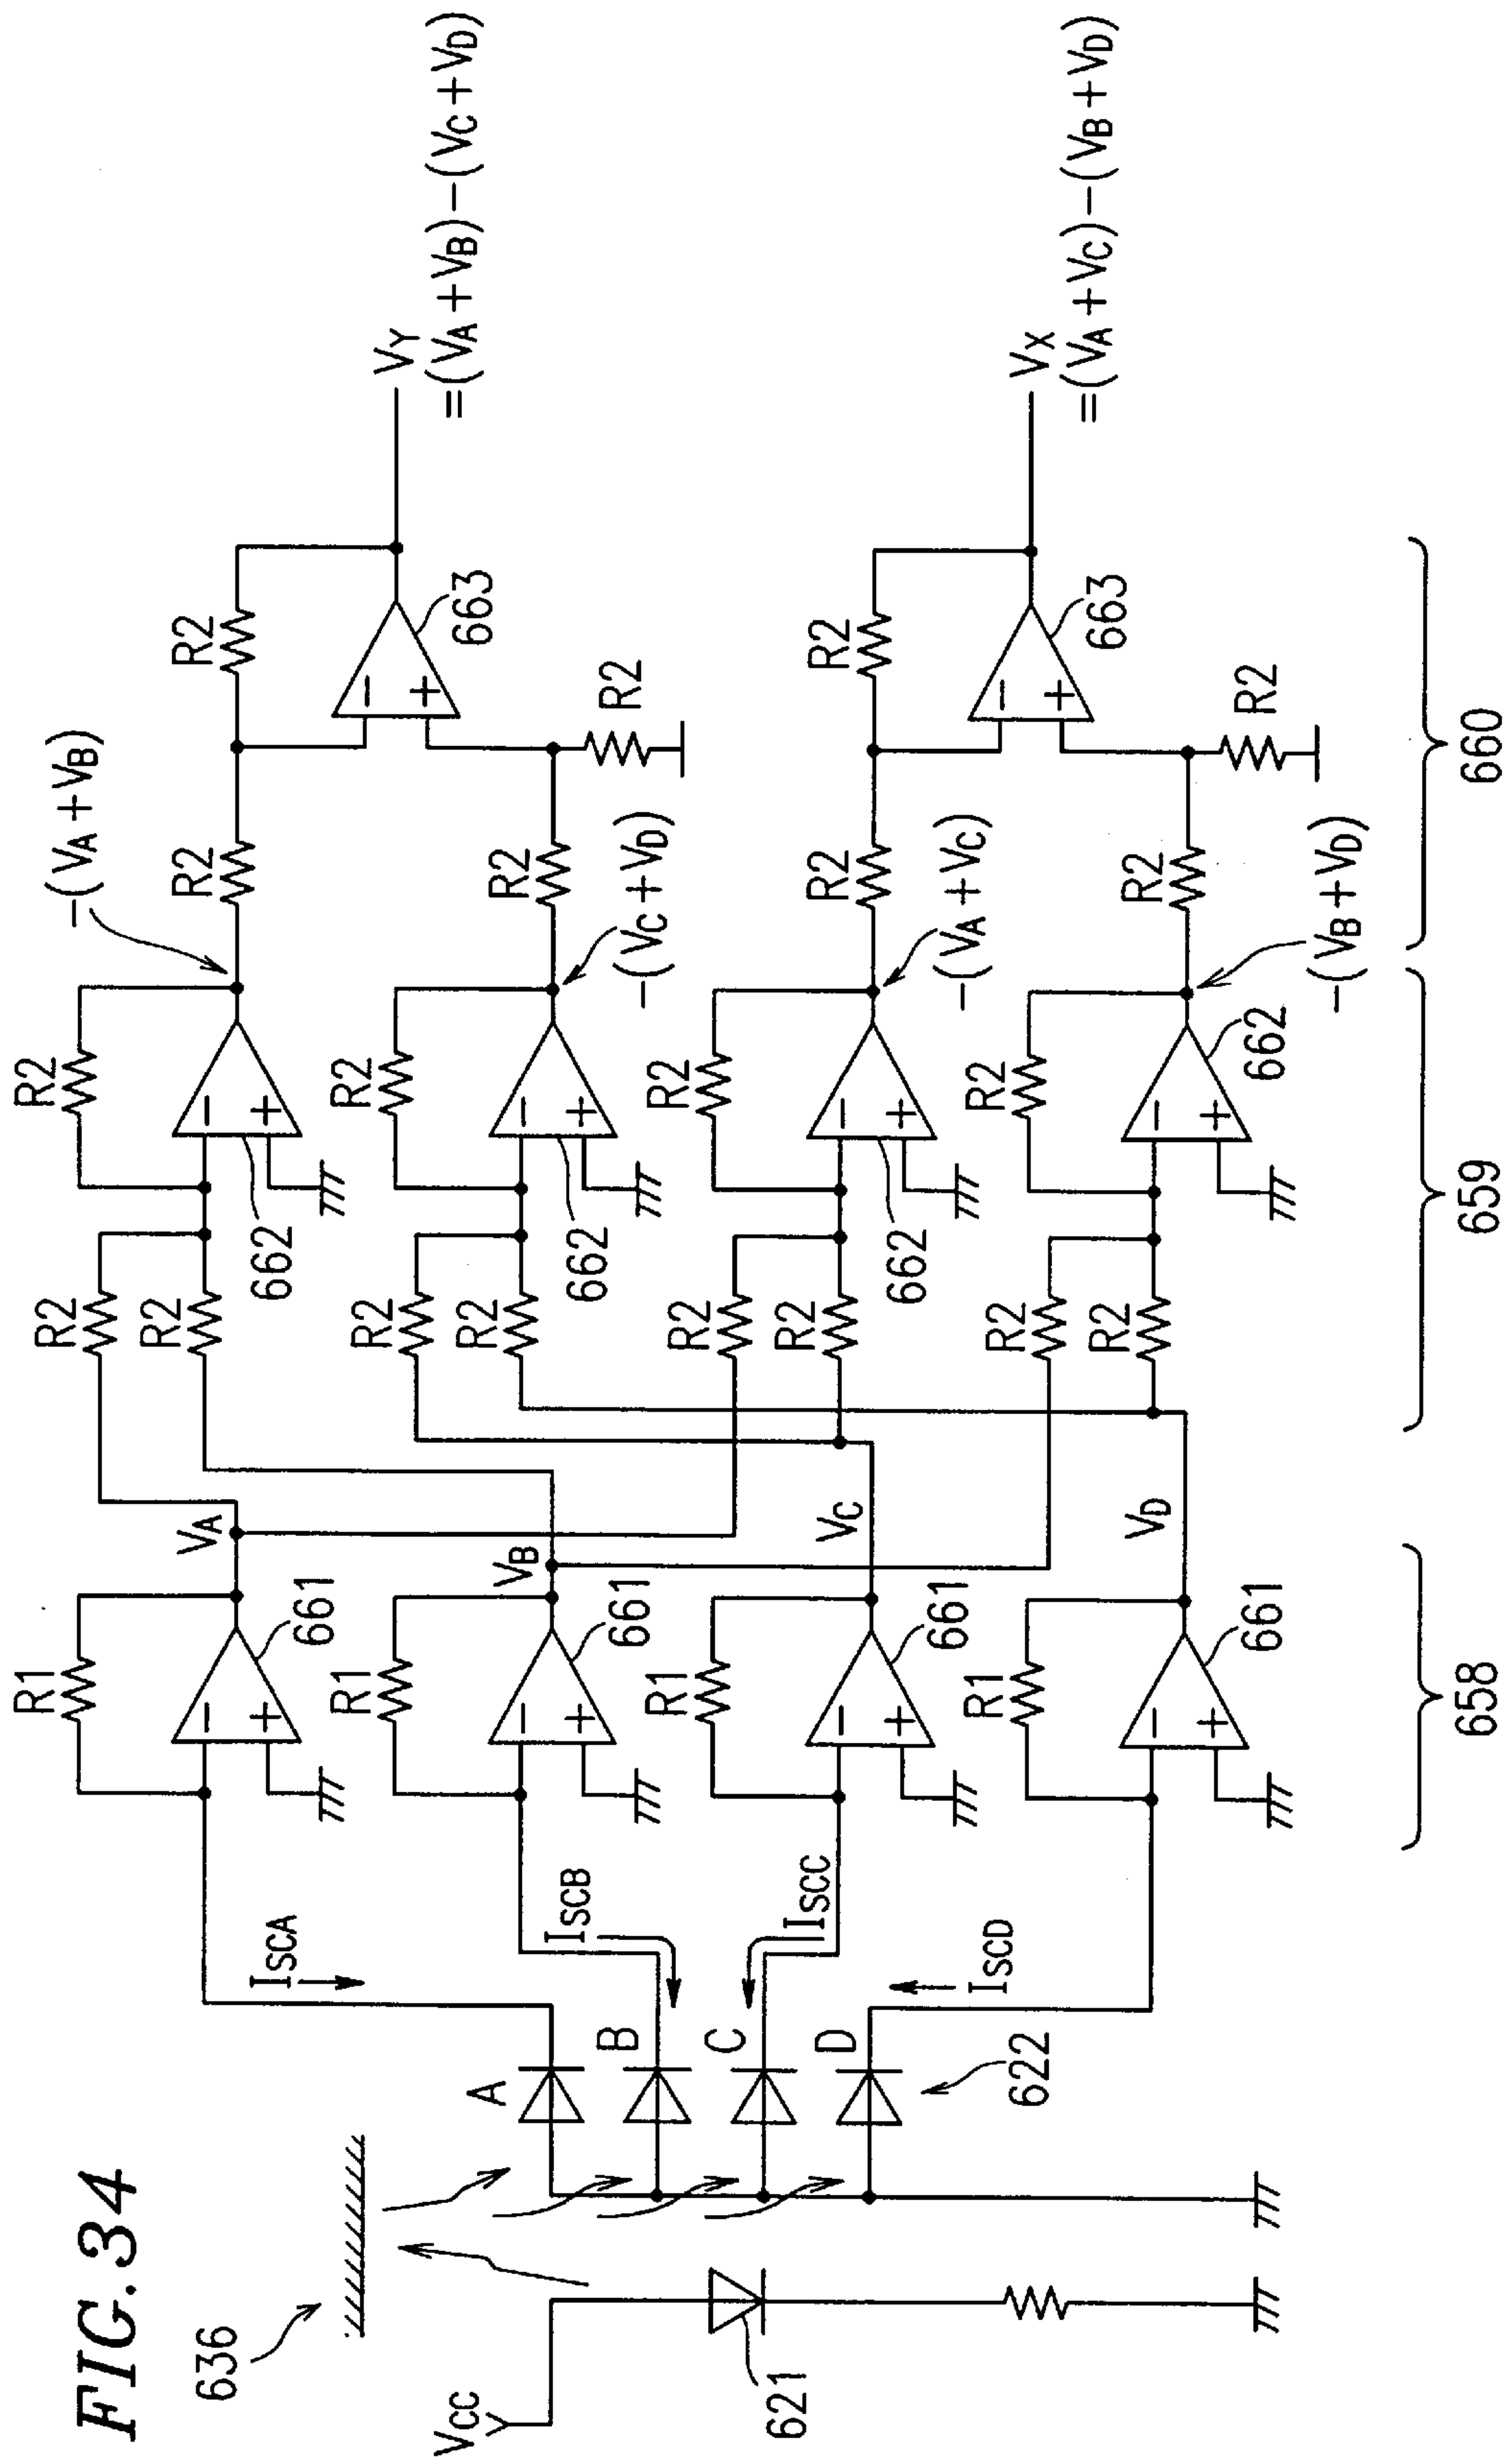 FIG. 34
636
VCC
621
A
B
C
D
622
ISCA
ISCB
ISCC
ISCD
R1
R1
R1
R1
−
+
−
+
−
+
−
+
661
661
661
661
658
VA
VB
VC
VD
R2
R2
R2
R2
R2
R2
R2
R2
662
662
662
662
R2
R2
R2
R2
−
+
−
+
−
+
−
+
659
−(VA+VB)
−(VC+VD)
−(VA+VC)
−(VB+VD)
R2
R2
R2
R2
R2
R2
R2
R2
−
+
−
+
663
663
660
VY
=(VA+VB)−(VC+VD)
VX
=(VA+VC)−(VB+VD)